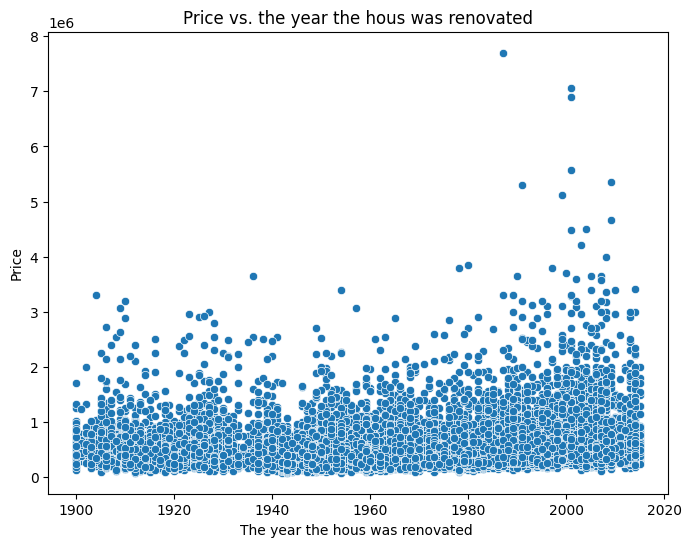 Price vs. the year the hous was renovated
1e6
8
7
6
5
4
3
2
1
0
Price
1900 1920 1940 1960 1980 2000 2020
The year the hous was renovated